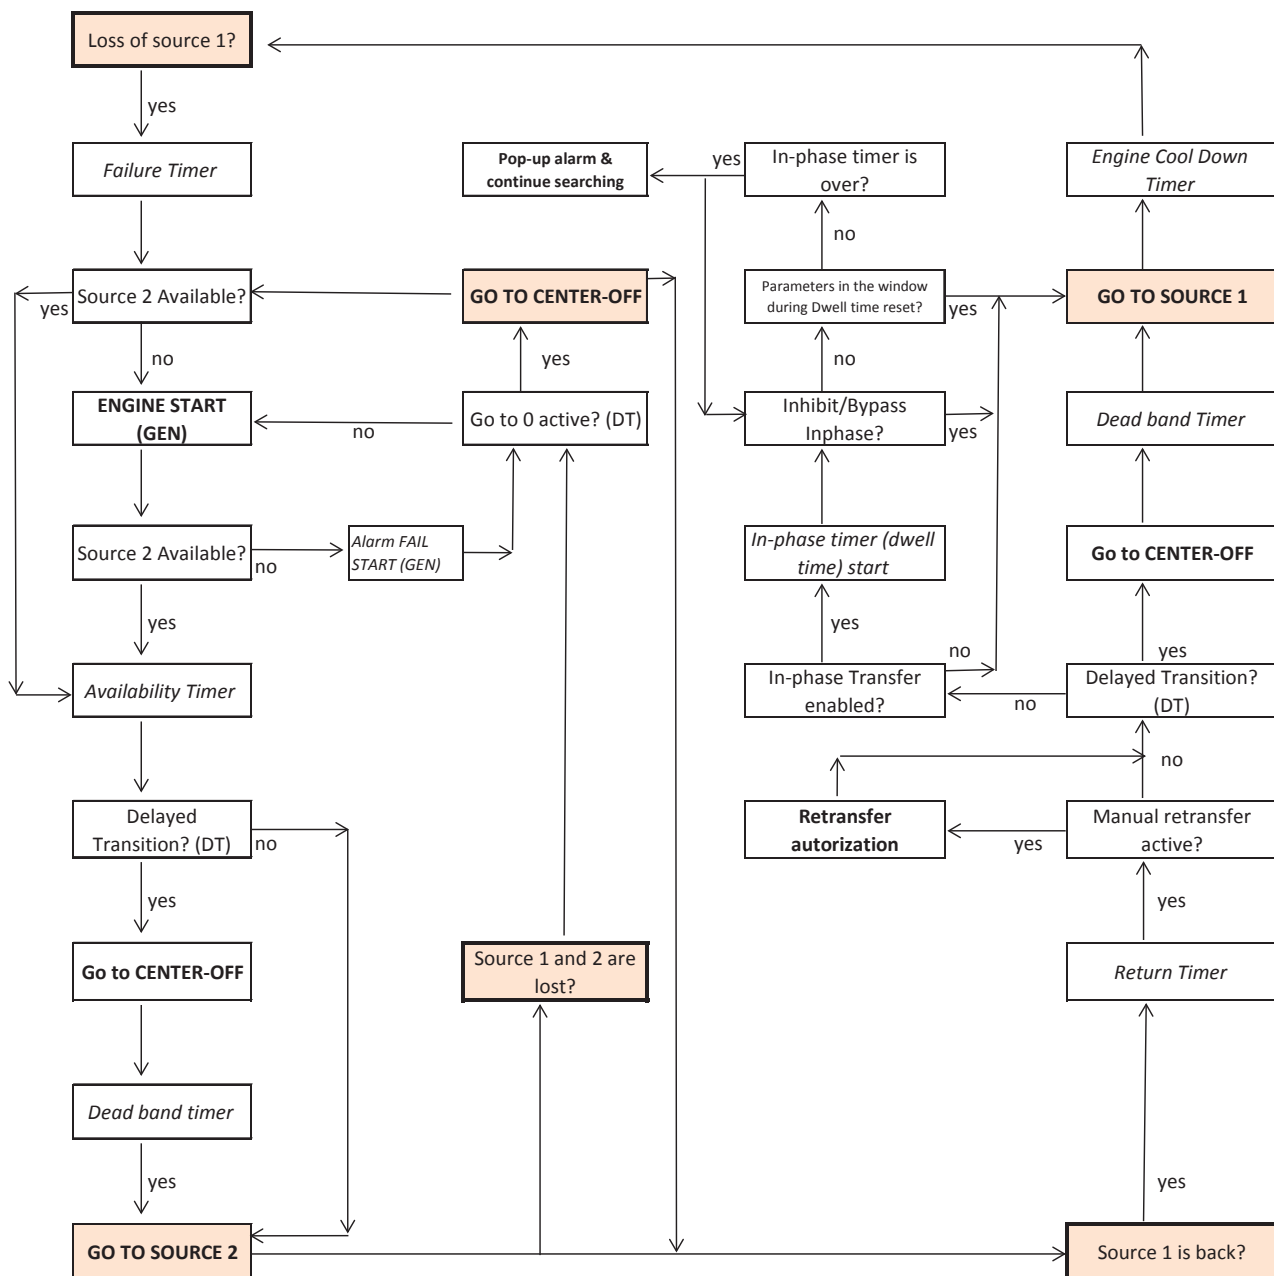 Loss of source 1?
yes
Failure Timer
Pop-up alarm &
continue searching
yes
In-phase timer is
over?
Engine Cool Down
Timer
no
Source 2 Available?
yes
GO TO CENTER-OFF
Parameters in the window
during Dwell time reset?
yes
GO TO SOURCE 1
no
yes
no
ENGINE START
(GEN)
no
Go to 0 active? (DT)
Inhibit/Bypass
Inphase?
yes
Dead band Timer
Source 2 Available?
no
Alarm FAIL
START (GEN)
In-phase timer (dwell
time) start
Go to CENTER-OFF
yes
yes
no
yes
Availability Timer
In-phase Transfer
enabled?
no
Delayed Transition?
(DT)
no
Delayed
Transition? (DT)
no
Retransfer
autorization
yes
Manual retransfer
active?
yes
yes
Go to CENTER-OFF
Source 1 and 2 are
lost?
Return Timer
Dead band timer
yes
yes
GO TO SOURCE 2
Source 1 is back?